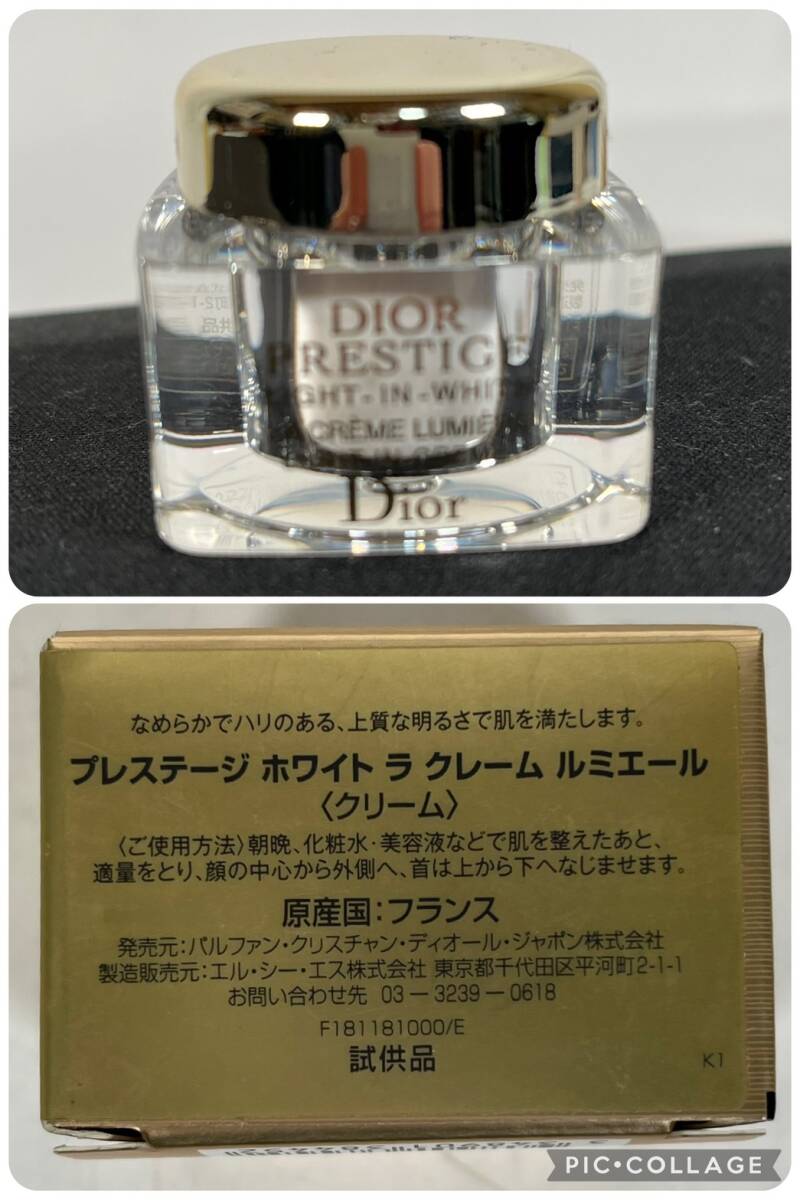 DIOR
PRESTIGE
LIGHT-IN-WHITE
CRÈME LUMIÈ
Dior
なめらかでハリのある、上質な明るさで肌を満たします。
プレステージ ホワイト ラ クレーム ルミエール
〈クリーム〉
〈ご使用方法〉朝晩、化粧水・美容液などで肌を整えたあと、
適量をとり、顔の中心から外側へ、首は上から下へなじませます。
原産国：フランス
発売元：パルファン・クリスチャン・ディオール・ジャポン株式会社
製造販売元：エル・シー・エス株式会社 東京都千代田区平河町2-1-1
お問い合わせ先 03－3239－0618
F181181000/E
試供品
K1
PIC•COLLAGE